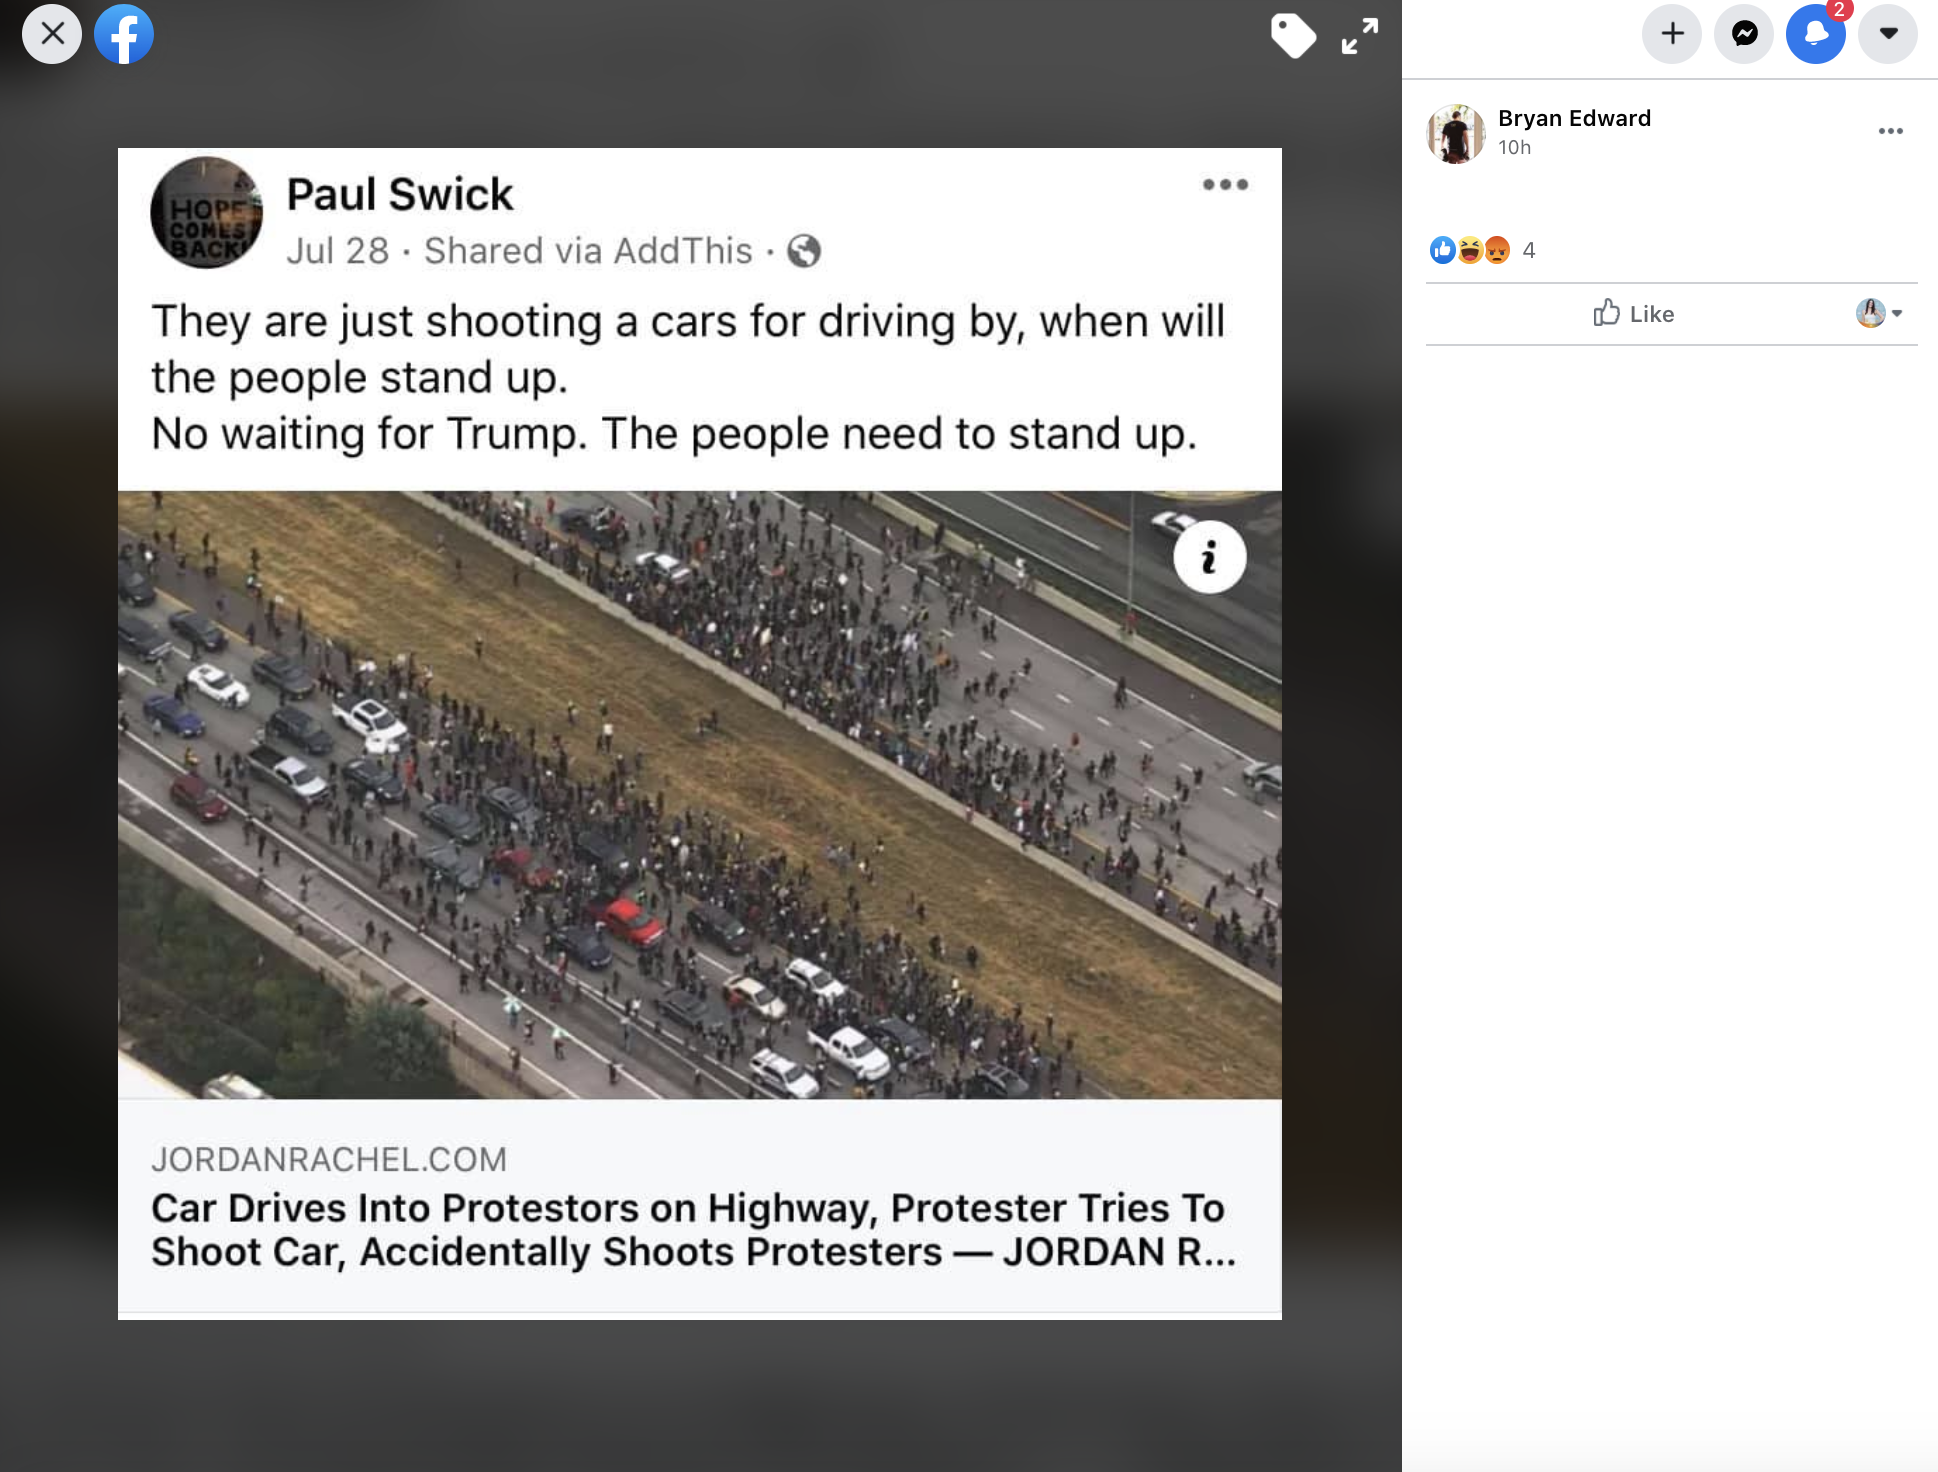 2
Bryan Edward
10h
4
Like
HOPE
COMES
BACK!
Paul Swick
Jul 28 · Shared via AddThis ·
They are just shooting a cars for driving by, when will
the people stand up.
No waiting for Trump. The people need to stand up.
i
JORDANRACHEL.COM
Car Drives Into Protestors on Highway, Protester Tries To
Shoot Car, Accidentally Shoots Protesters — JORDAN R...